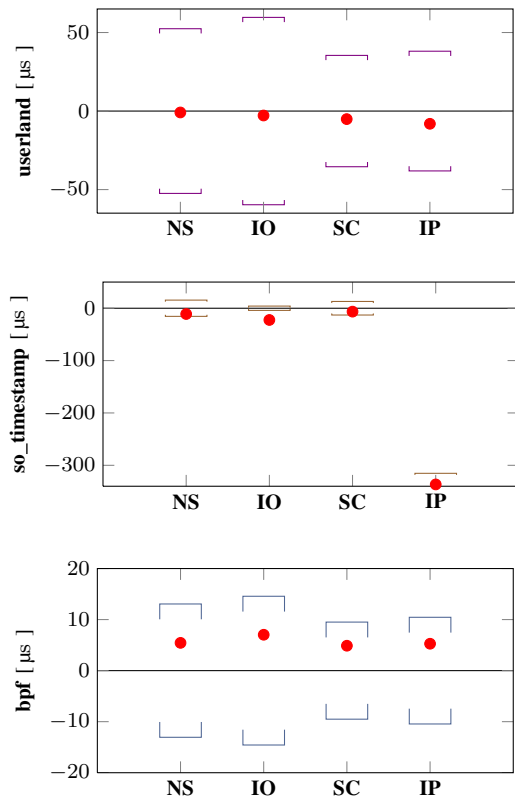 50
0
−50
userland [µs ]
NS IO SC IP
0
−100
−200
−300
so_timestamp [µs ]
NS IO SC IP
20
10
0
−10
−20
bpf [µs ]
NS IO SC IP